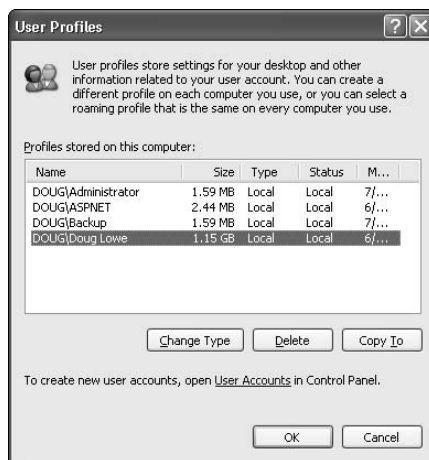 User Profiles
User profiles store settings for your desktop and other
information related to your user account. You can create
a different profile on each computer you use, or you can select a
roaming profile that is the same on every computer you use.
Profiles stored on this computer:
Name Size Type Status M...
DOUG\Administrator 1.59 MB Local Local 7/...
DOUG\ASPNET 2.44 MB Local Local 6/...
DOUG\Backup 1.59 MB Local Local 7/...
DOUG\Doug Lowe 1.15 GB Local Local 6/...
Change Type Delete Copy To
To create new user accounts, open User Accounts in Control Panel.
OK Cancel